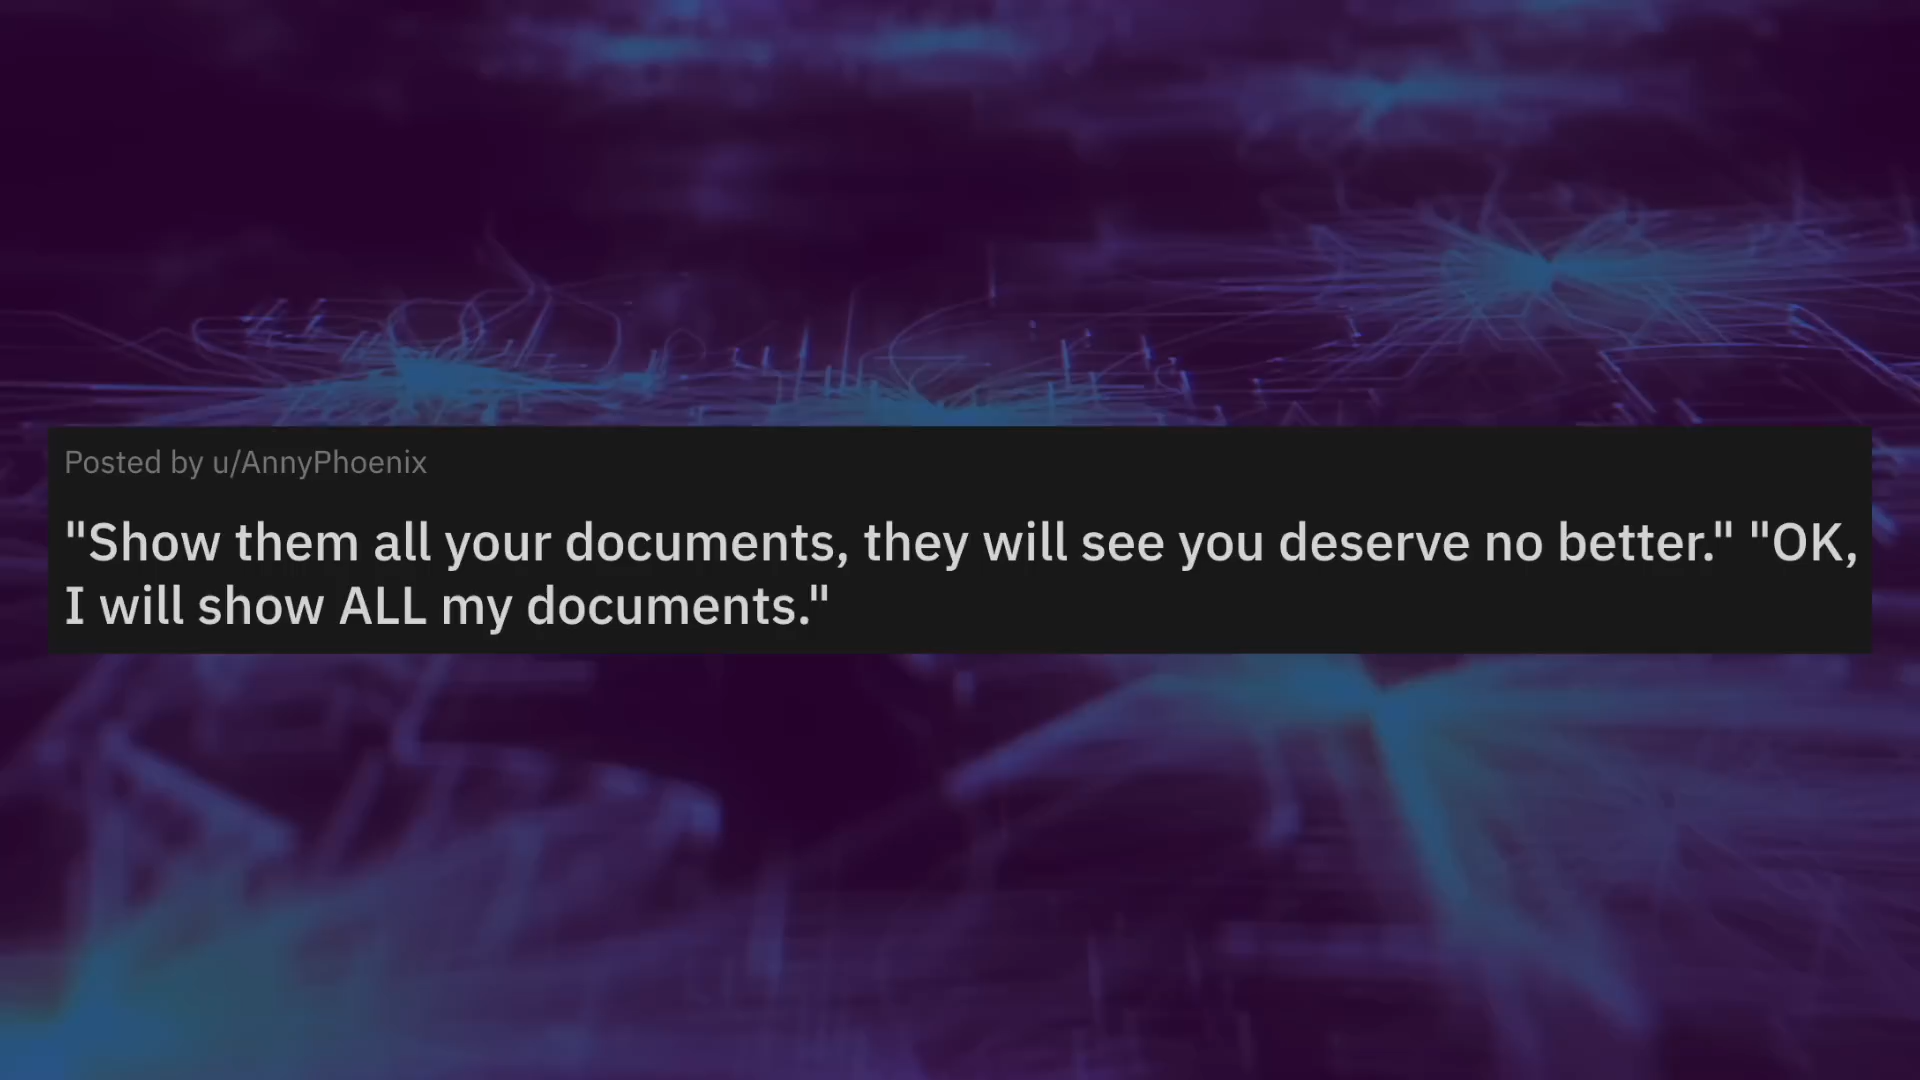 Posted by u/AnnyPhoenix
"Show them all your documents, they will see you deserve no better." "OK,
I will show ALL my documents."